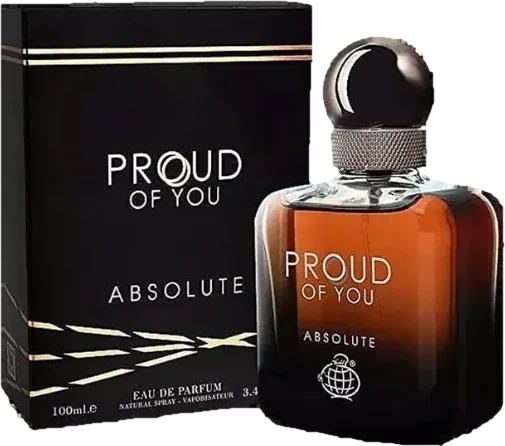 PROUD
OF YOU
ABSOLUTE
EAU DE PARFUM
NATURAL SPRAY - VAPORISATEUR
100ml.e
3.4
PROUD
OF YOU
ABSOLUTE